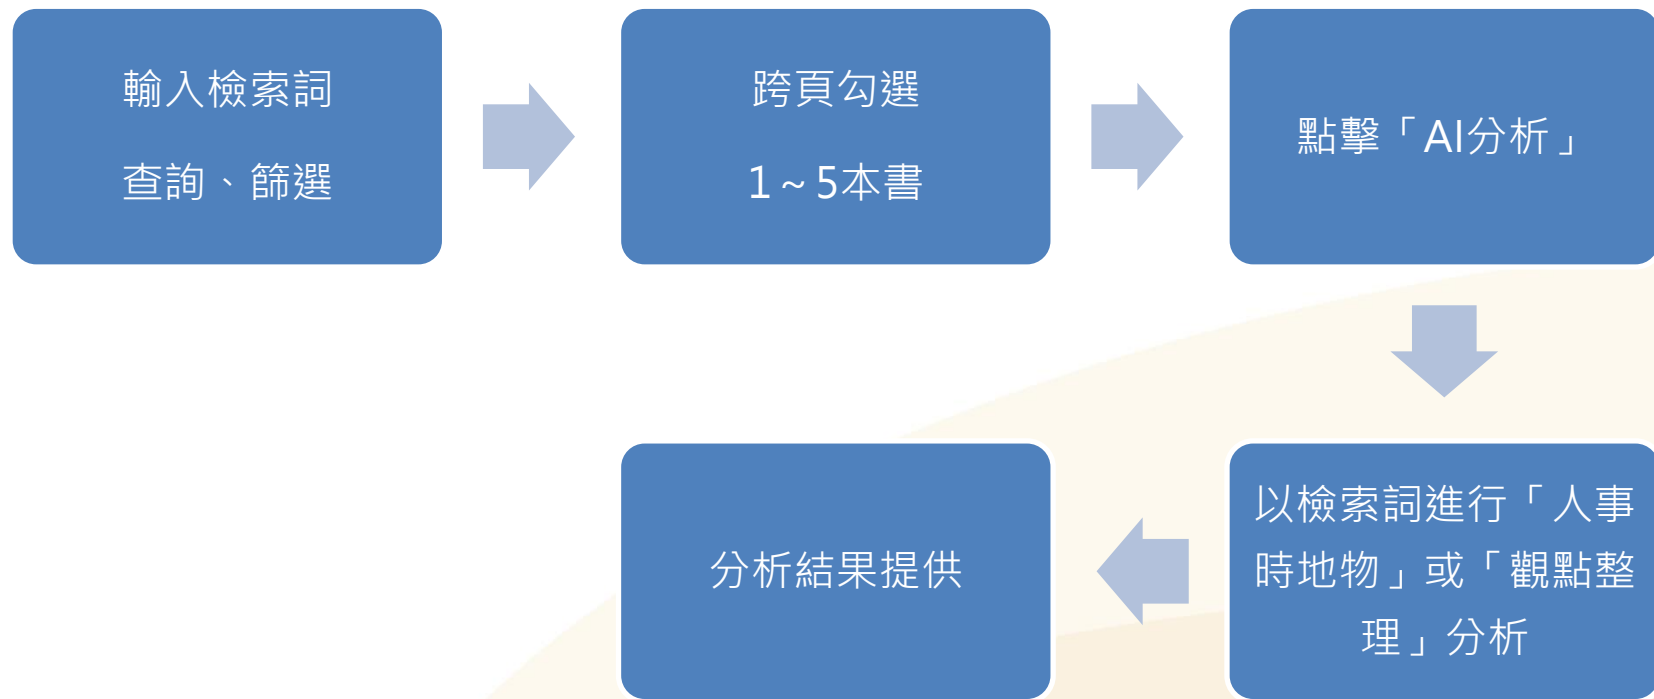 輸入檢索詞
查詢、篩選
跨頁勾選
1～5本書
點擊「AI分析」
以檢索詞進行「人事
時地物」或「觀點整
理」分析
分析結果提供